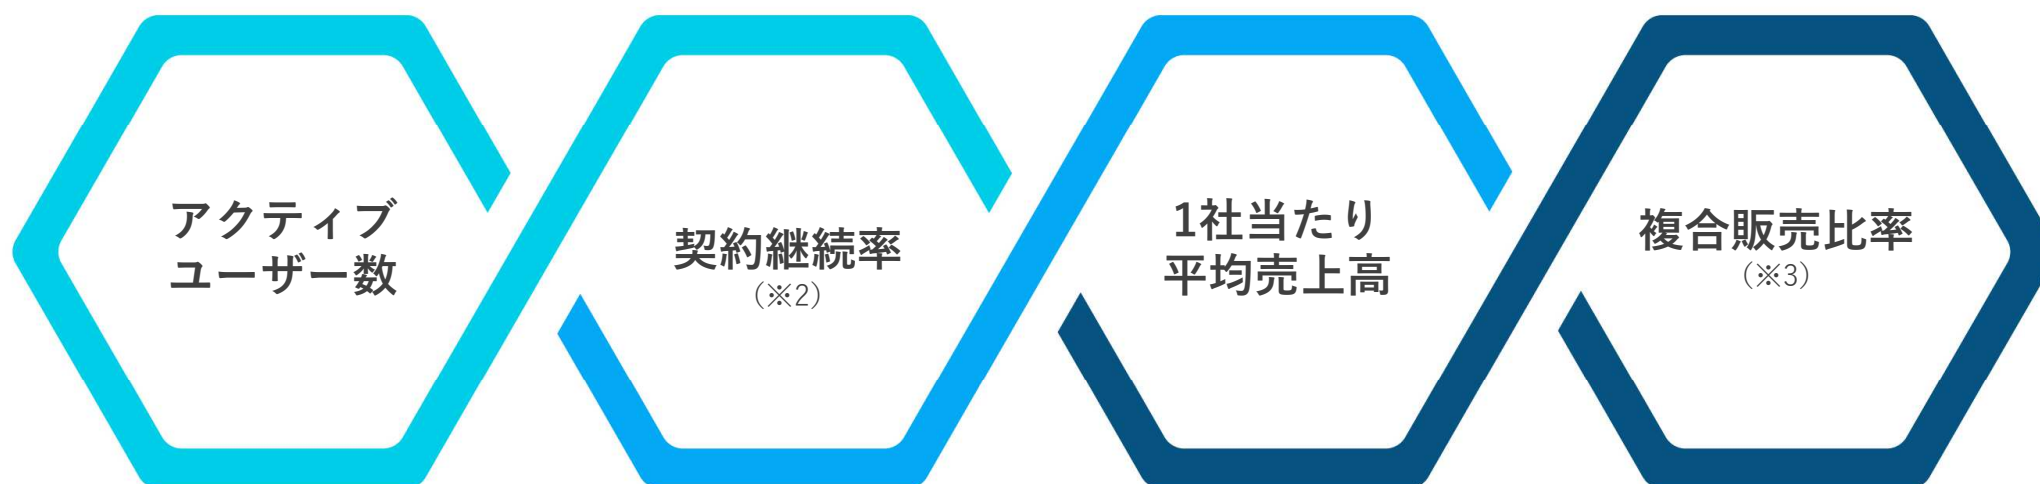 アクティブ
ユーザー数
契約継続率
（※2）
1社当たり
平均売上高
複合販売比率
（※3）